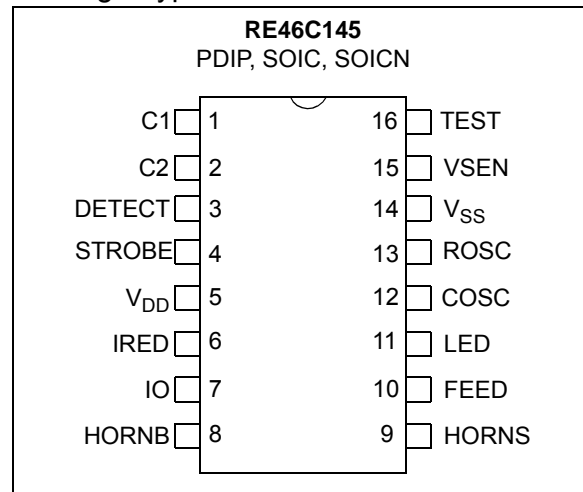 RE46C145
PDIP, SOIC, SOICN
C1 1 16 TEST
C2 2 15 VSEN
DETECT 3 14 VSS
STROBE 4 13 ROSC
VDD 5 12 COSC
IRED 6 11 LED
IO 7 10 FEED
HORNB 8 9 HORNS